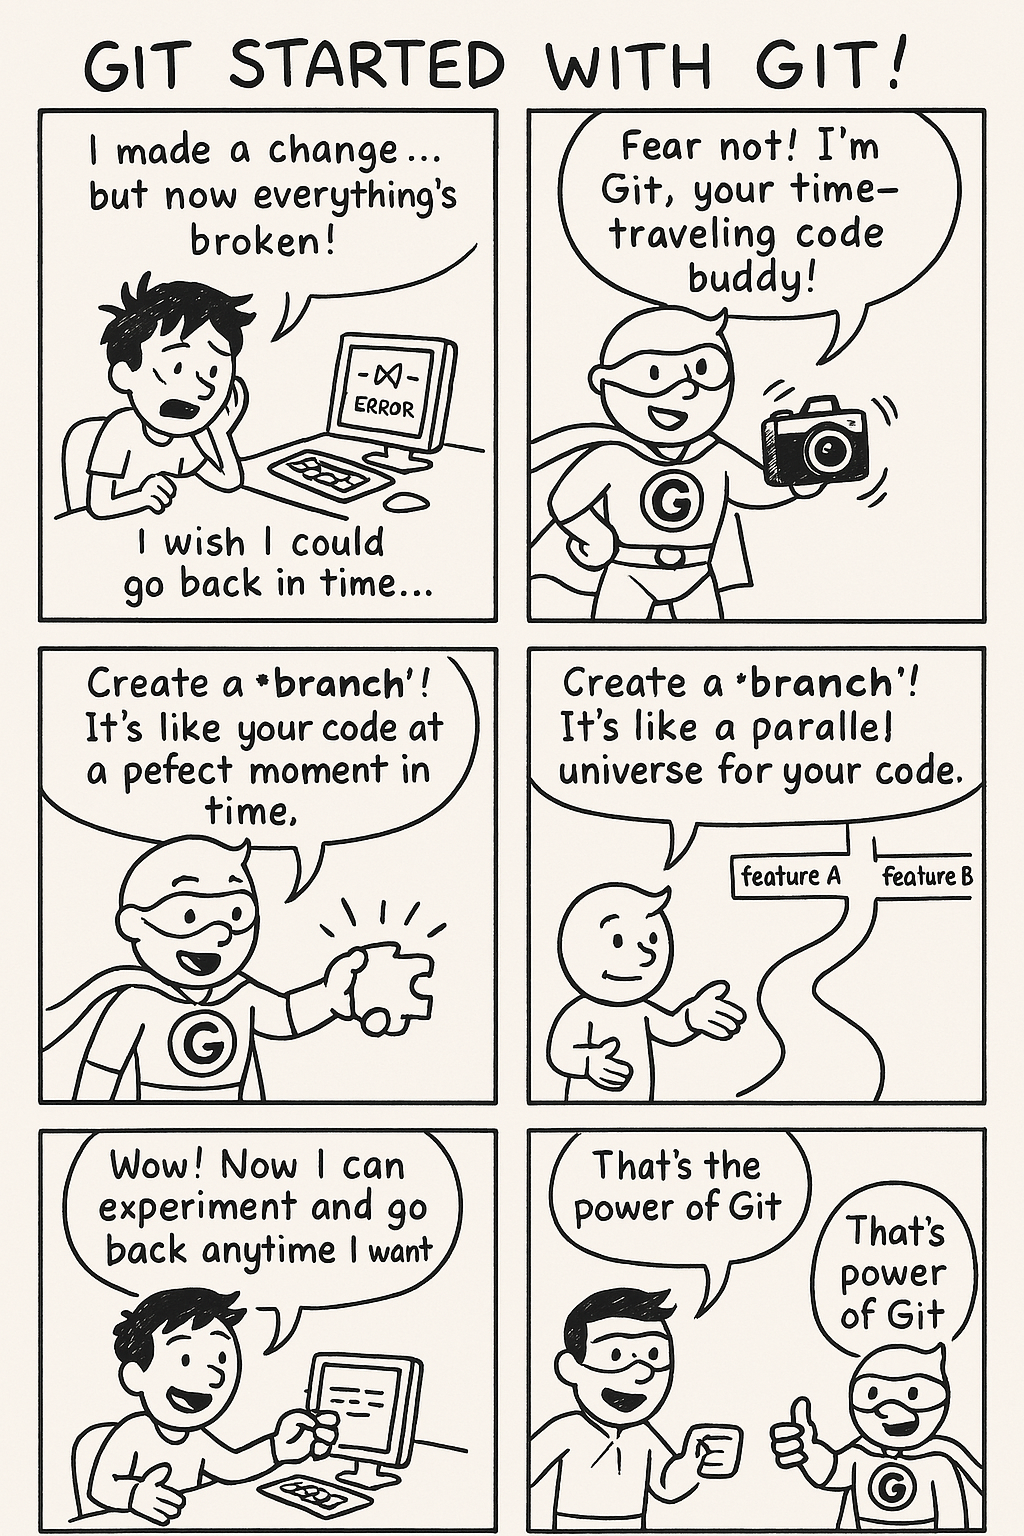 GIT STARTED WITH GIT!
I made a change...
but now everything's
broken!
-⋈-
ERROR
I wish I could
go back in time...
Fear not! I'm
Git, your time–
traveling code
buddy!
G
Create a *branch'!
It's like your code at
a pefect moment in
time,
G
Create a *branch'!
It's like a parallel
universe for your code.
feature A
feature B
Wow! Now I can
experiment and go
back anytime I want
That's the
power of Git
That's
power
of Git
G